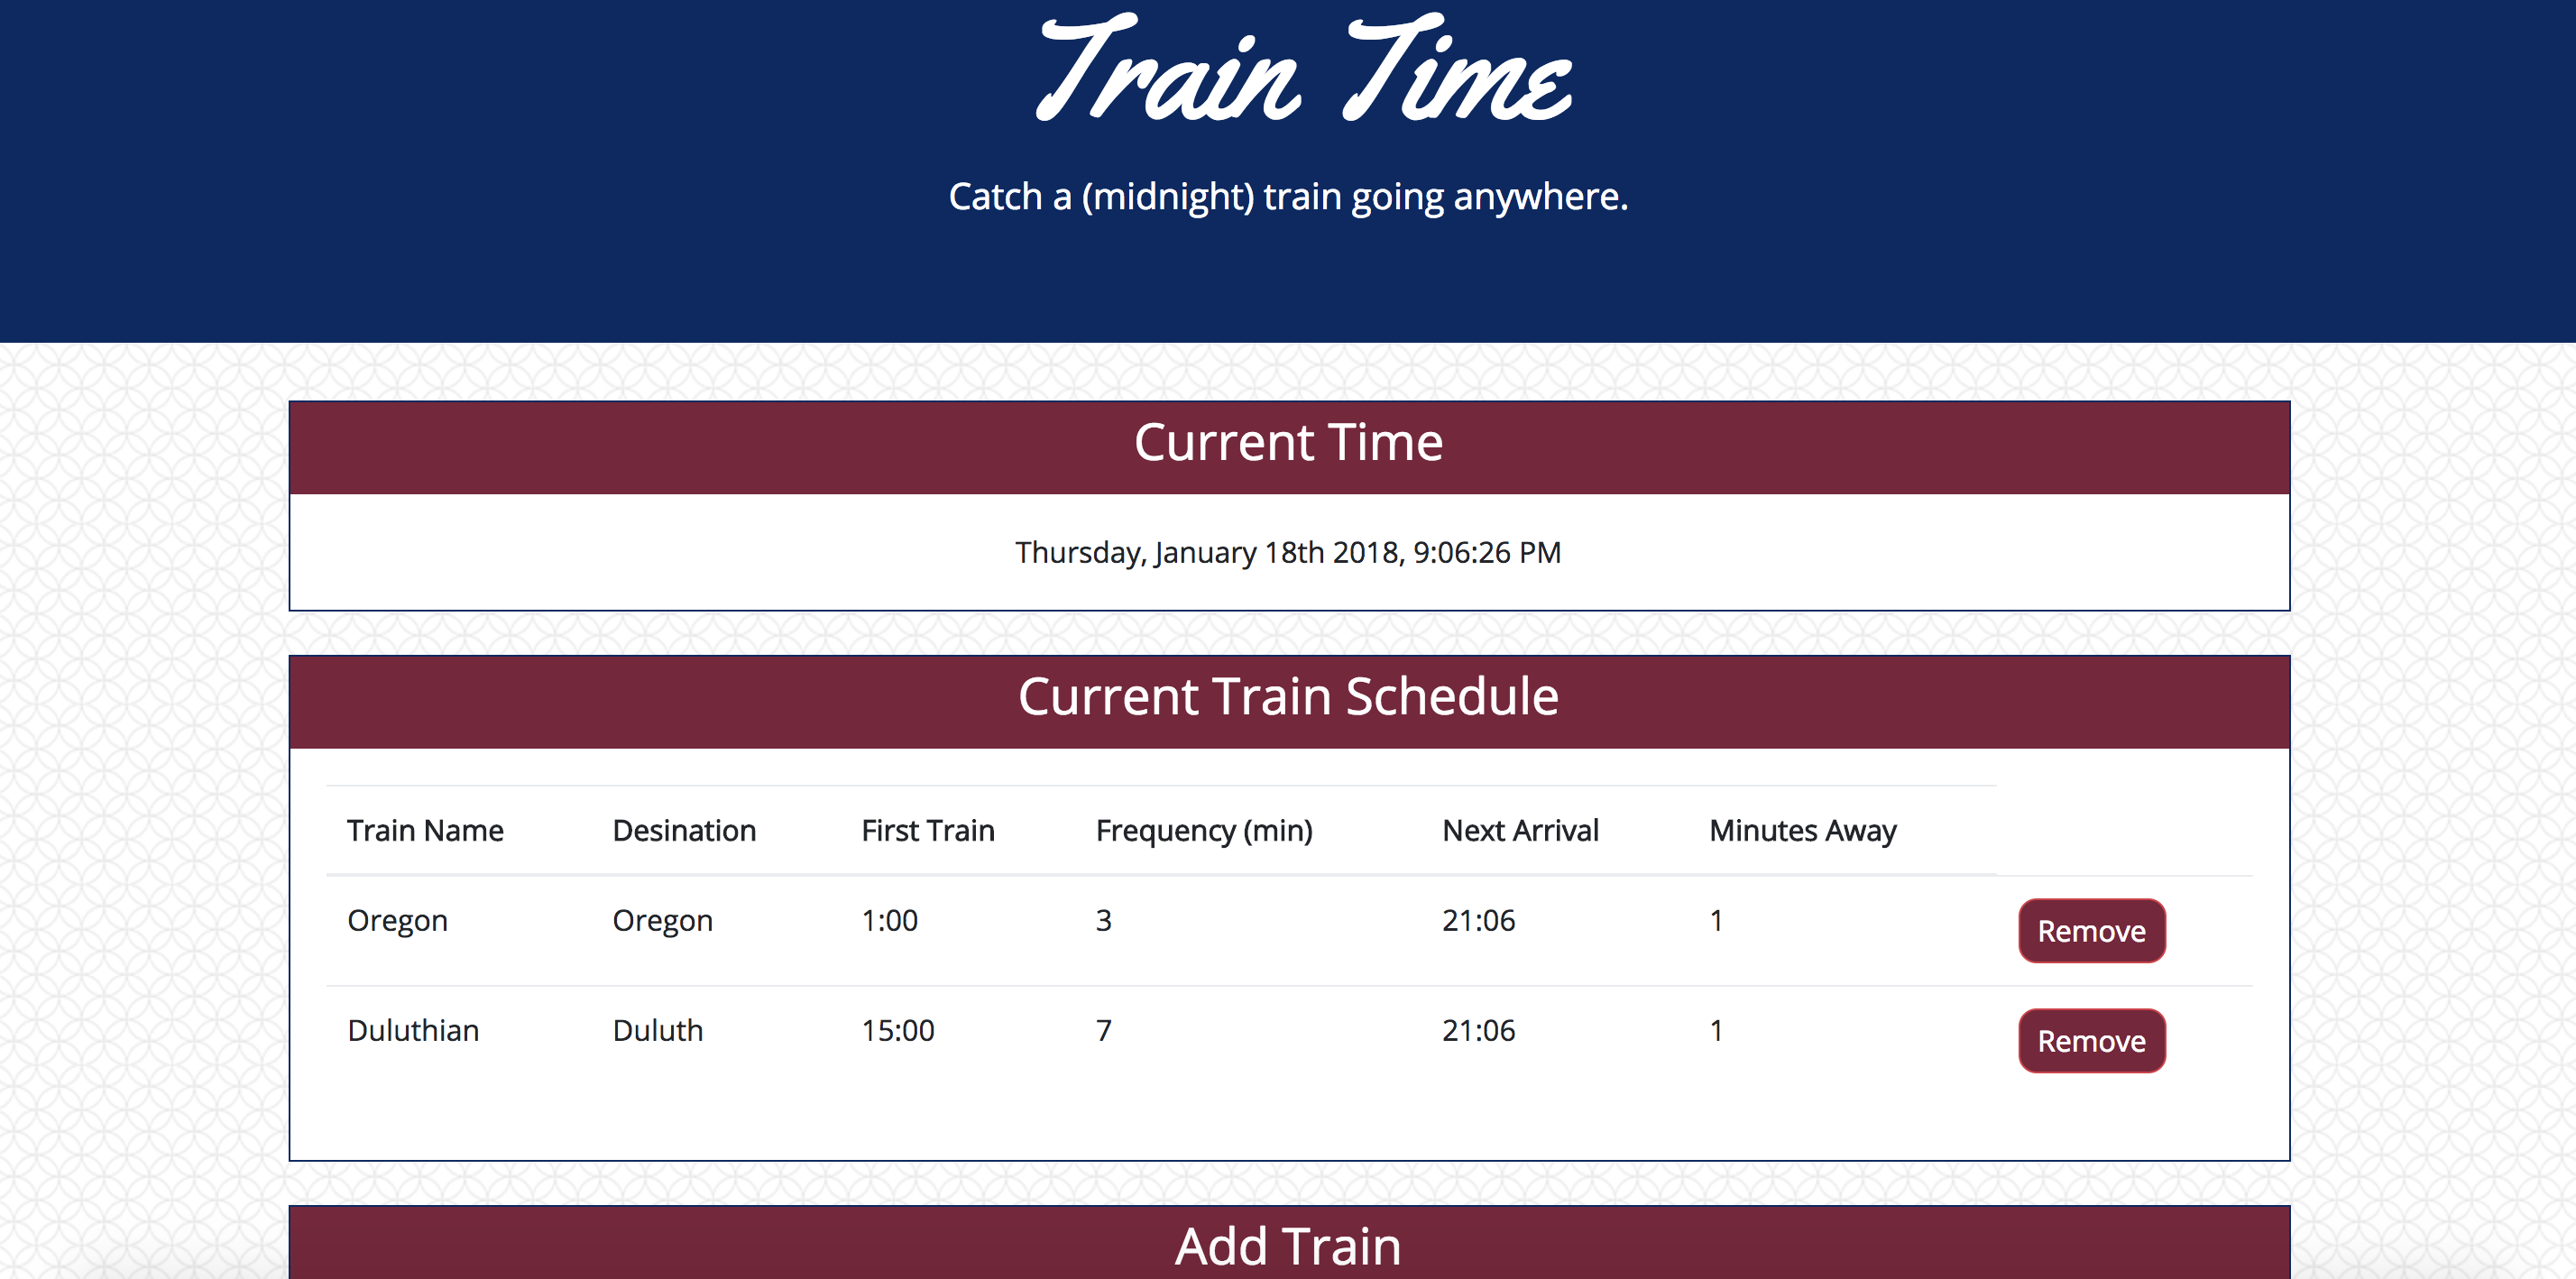 Train Time
Catch a (midnight) train going anywhere.
Current Time
Thursday, January 18th 2018, 9:06:26 PM
Current Train Schedule
Train Name Desination First Train Frequency (min) Next Arrival Minutes Away
Oregon Oregon 1:00 3 21:06 1 Remove
Duluthian Duluth 15:00 7 21:06 1 Remove
Add Train